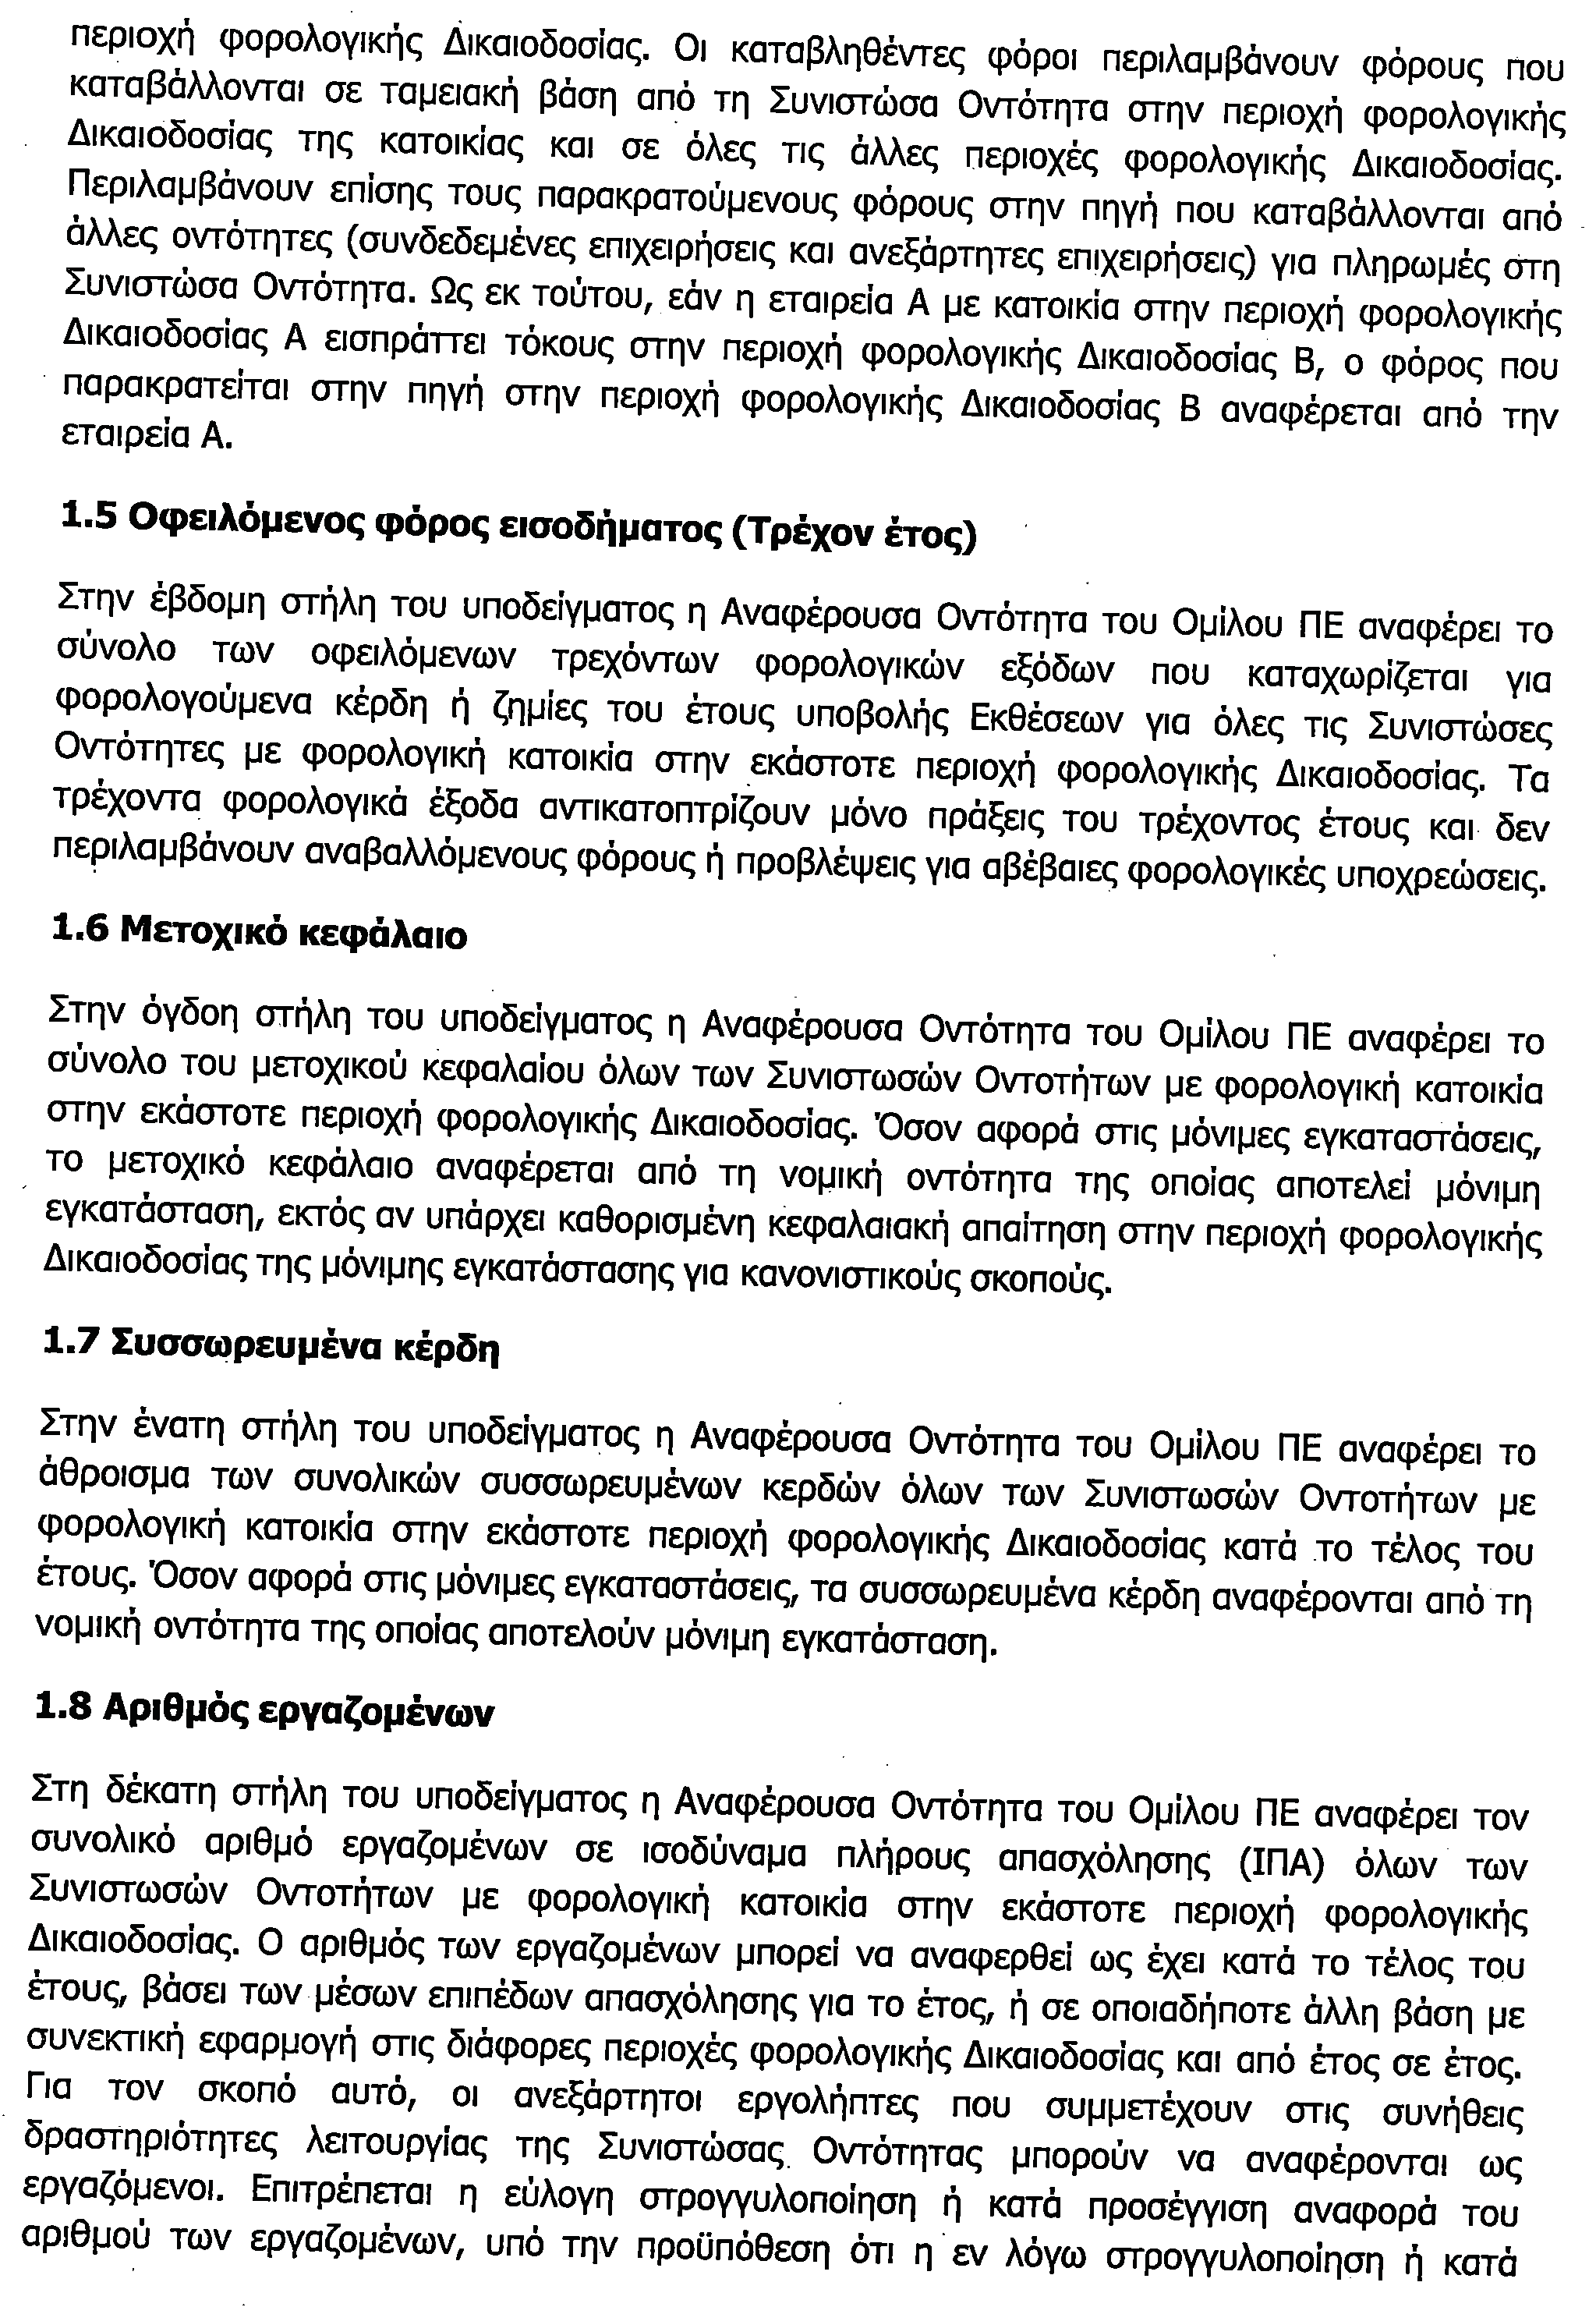 περιοχή φορολογικής Δικαιοδοσίας. Οι καταβληθέντες φόροι περιλαμβάνουν φόρους που
καταβάλλονται σε ταμειακή βάση από τη Συνιστώσα Οντότητα στην περιοχή φορολογικής
Δικαιοδοσίας της κατοικίας και σε όλες τις άλλες περιοχές φορολογικής Δικαιοδοσίας.
Περιλαμβάνουν επίσης τους παρακρατούμενους φόρους στην πηγή που καταβάλλονται από
άλλες οντότητες (συνδεδεμένες επιχειρήσεις και ανεξάρτητες επιχειρήσεις) για πληρωμές στη
Συνιστώσα Οντότητα. Ως εκ τούτου, εάν η εταιρεία Α με κατοικία στην περιοχή φορολογικής
Δικαιοδοσίας Α εισπράττει τόκους στην περιοχή φορολογικής Δικαιοδοσίας Β, ο φόρος που
παρακρατείται στην πηγή στην περιοχή φορολογικής Δικαιοδοσίας Β αναφέρεται από την
εταιρεία Α.
1.5 Οφειλόμενος φόρος εισοδήματος (Τρέχον έτος)
Στην έβδομη στήλη του υποδείγματος η Αναφέρουσα Οντότητα του Ομίλου ΠΕ αναφέρει το
σύνολο των οφειλόμενων τρεχόντων φορολογικών εξόδων που καταχωρίζεται για
φορολογούμενα κέρδη ή ζημίες του έτους υποβολής Εκθέσεων για όλες τις Συνιστώσες
Οντότητες με φορολογική κατοικία στην εκάστοτε περιοχή φορολογικής Δικαιοδοσίας. Τα
τρέχοντα φορολογικά έξοδα αντικατοπτρίζουν μόνο πράξεις του τρέχοντος έτους και δεν
περιλαμβάνουν αναβαλλόμενους φόρους ή προβλέψεις για αβέβαιες φορολογικές υποχρεώσεις.
1.6 Μετοχικό κεφάλαιο
Στην όγδοη στήλη του υποδείγματος η Αναφέρουσα Οντότητα του Ομίλου ΠΕ αναφέρει το
σύνολο του μετοχικού κεφαλαίου όλων των Συνιστωσών Οντοτήτων με φορολογική κατοικία
στην εκάστοτε περιοχή φορολογικής Δικαιοδοσίας. Όσον αφορά στις μόνιμες εγκαταστάσεις,
το μετοχικό κεφάλαιο αναφέρεται από τη νομική οντότητα της οποίας αποτελεί μόνιμη
εγκατάσταση, εκτός αν υπάρχει καθορισμένη κεφαλαιακή απαίτηση στην περιοχή φορολογικής
Δικαιοδοσίας της μόνιμης εγκατάστασης για κανονιστικούς σκοπούς.
1.7 Συσσωρευμένα κέρδη
Στην ένατη στήλη του υποδείγματος η Αναφέρουσα Οντότητα του Ομίλου ΠΕ αναφέρει το
άθροισμα των συνολικών συσσωρευμένων κερδών όλων των Συνιστωσών Οντοτήτων με
φορολογική κατοικία στην εκάστοτε περιοχή φορολογικής Δικαιοδοσίας κατά το τέλος του
έτους. Όσον αφορά στις μόνιμες εγκαταστάσεις, τα συσσωρευμένα κέρδη αναφέρονται από τη
νομική οντότητα της οποίας αποτελούν μόνιμη εγκατάσταση.
1.8 Αριθμός εργαζομένων
Στη δέκατη στήλη του υποδείγματος η Αναφέρουσα Οντότητα του Ομίλου ΠΕ αναφέρει τον
συνολικό αριθμό εργαζομένων σε ισοδύναμα πλήρους απασχόλησης (ΙΠΑ) όλων των
Συνιστωσών Οντοτήτων με φορολογική κατοικία στην εκάστοτε περιοχή φορολογικής
Δικαιοδοσίας. Ο αριθμός των εργαζομένων μπορεί να αναφερθεί ως έχει κατά το τέλος του
έτους, βάσει των μέσων επιπέδων απασχόλησης για το έτος, ή σε οποιαδήποτε άλλη βάση με
συνεκτική εφαρμογή στις διάφορες περιοχές φορολογικής Δικαιοδοσίας και από έτος σε έτος.
Για τον σκοπό αυτό, οι ανεξάρτητοι εργολήπτες που συμμετέχουν στις συνήθεις
δραστηριότητες λειτουργίας της Συνιστώσας Οντότητας μπορούν να αναφέρονται ως
εργαζόμενοι. Επιτρέπεται η εύλογη στρογγυλοποίηση ή κατά προσέγγιση αναφορά του
αριθμού των εργαζομένων, υπό την προϋπόθεση ότι η εν λόγω στρογγυλοποίηση ή κατά